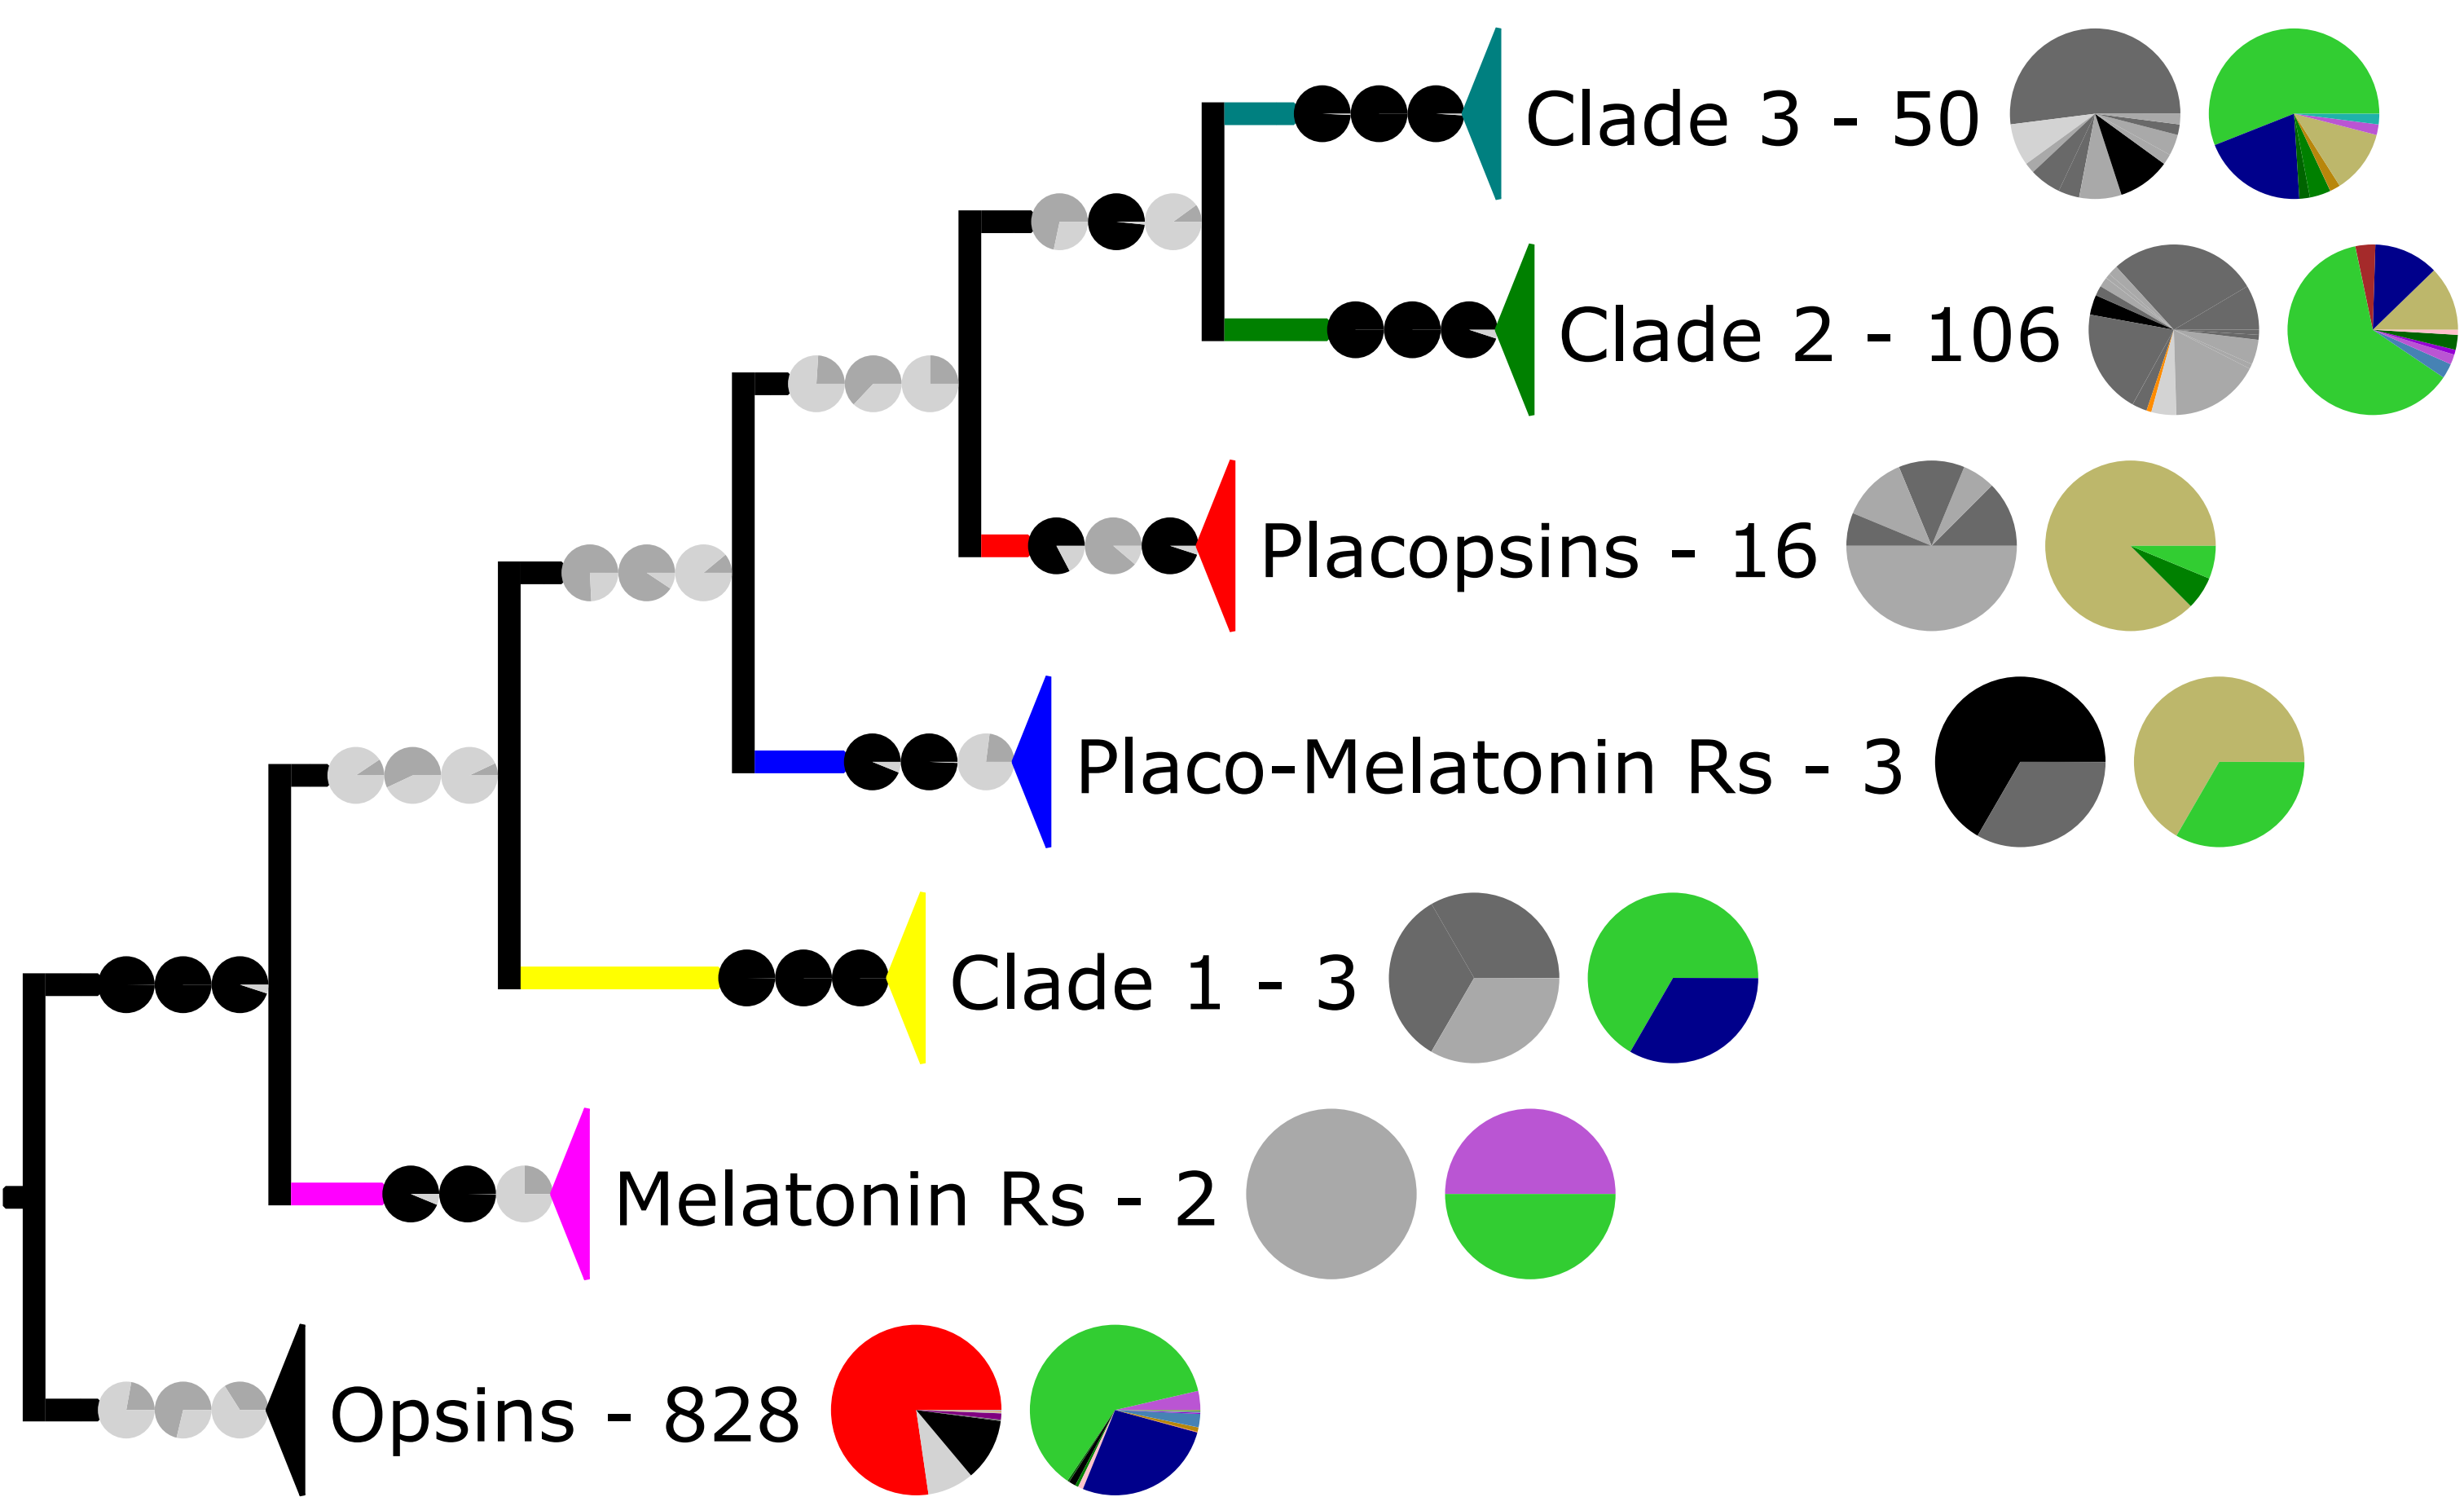 Clade 3 - 50
Clade 2 - 106
Placopsins - 16
Placo-Melatonin Rs - 3
Clade 1 - 3
Melatonin Rs - 2
Opsins - 828